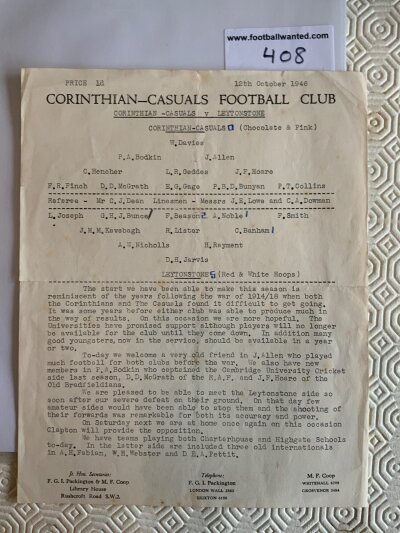 www.footballwanted.com
408
PRICE 1d 12th October 1946
CORINTHIAN—CASUALS FOOTBALL CLUB
CORINTHIAN -CASUALS v LEYTONSTONE
CORINTHIAN-CASUALS (Chocolate & Pink)
W.Davies
P.A.Bodkin J.Allen
C.Hencher L.R.Geddes J.F.Hoare
F.R.Finch D.D.McGrath E.G.Gage P.R.D.Bunyan P.T.Collins
Referee - Mr C.J.Dean Linesmen - Messrs J.H.Lowe and C.A.Dowman
L.Joseph G.H.J.Bunce F.Beason A.Noble F.Smith
J.H.M.Kavebagh R.Lister C.Banham
A.E.Nicholls H.Rayment
D.H.Jarvis
LEYTONSTONE (Red & White Hoops)
The start we have been able to make this season is
reminiscent of the years following the war of 1914/18 when both
the Corinthians and The Casuals found it difficult to get going.
It was some years before either club was able to produce much in
the way of results. On this occasion we are more hopeful. The
Universities have promised support although players will no longer
be available for the club until they come down. In addition many
good youngsters, now in the service, should be available in a year
or two.
To-day we welcome a very old friend in J.Allen who played
much football for both clubs before the war. We also have new
members in P.A.Bodkin who captained the Cambridge University Cricket
side last season, D.D.McGrath of the R.A.F. and J.F.Hoare of the
Old Bradfieldians.
We are pleased to be able to meet the Leytonstone side so
soon after our severe defeat on their ground. On that day few
amateur sides would have been able to stop them and the shooting of
their forwards was remarkable for both its accuracy and power.
On Saturday next we are at home once again on this occasion
Clapton will provide the opposition.
We have teams playing both Charterhouse and Highgate Schools
to-day. In the latter side are included three old internationals
in A.H.Fabian, W.H.Webster and D.E.A.Pettit.
Jt. Hon. Secretaries:
F. G. I. Packington & M. F. Coop
Library House
Rushcroft Road S.W.2.
Telephone:
F. G. I. Packington
LONDON WALL 2863
BRIXTON 6198
M. F. Coop
WHITEHALL
GROSVENOR